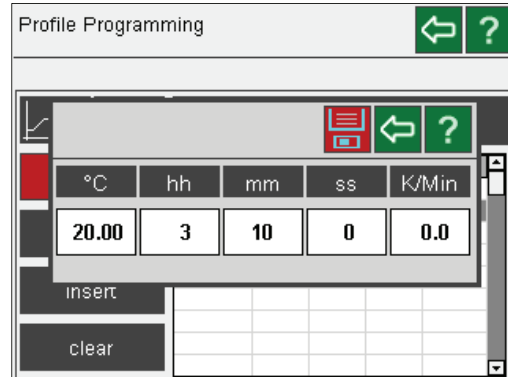 Profile Programming
?
?
°C hh mm ss K/Min
20.00 3 10 0 0.0
insert
clear